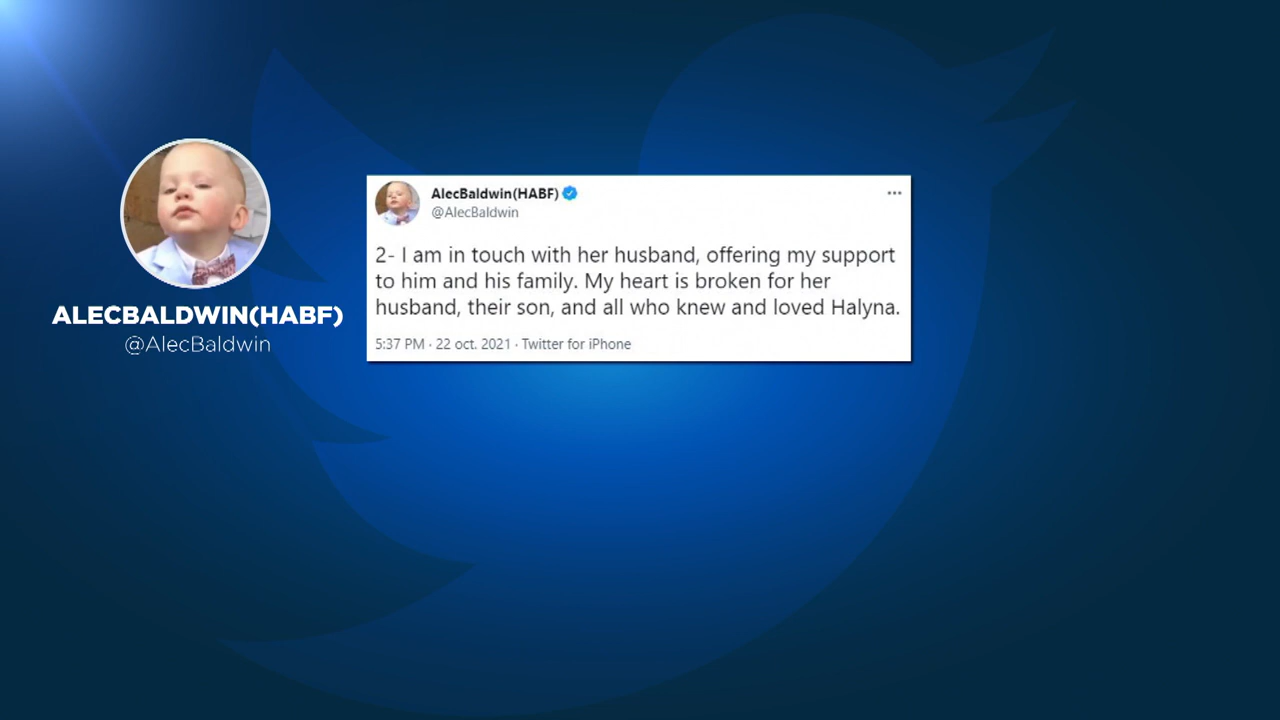 ALECBALDWIN(HABF)
@AlecBaldwin
AlecBaldwin(HABF)
@AlecBaldwin
2- I am in touch with her husband, offering my support
to him and his family. My heart is broken for her
husband, their son, and all who knew and loved Halyna.
5:37 PM · 22 oct. 2021 · Twitter for iPhone